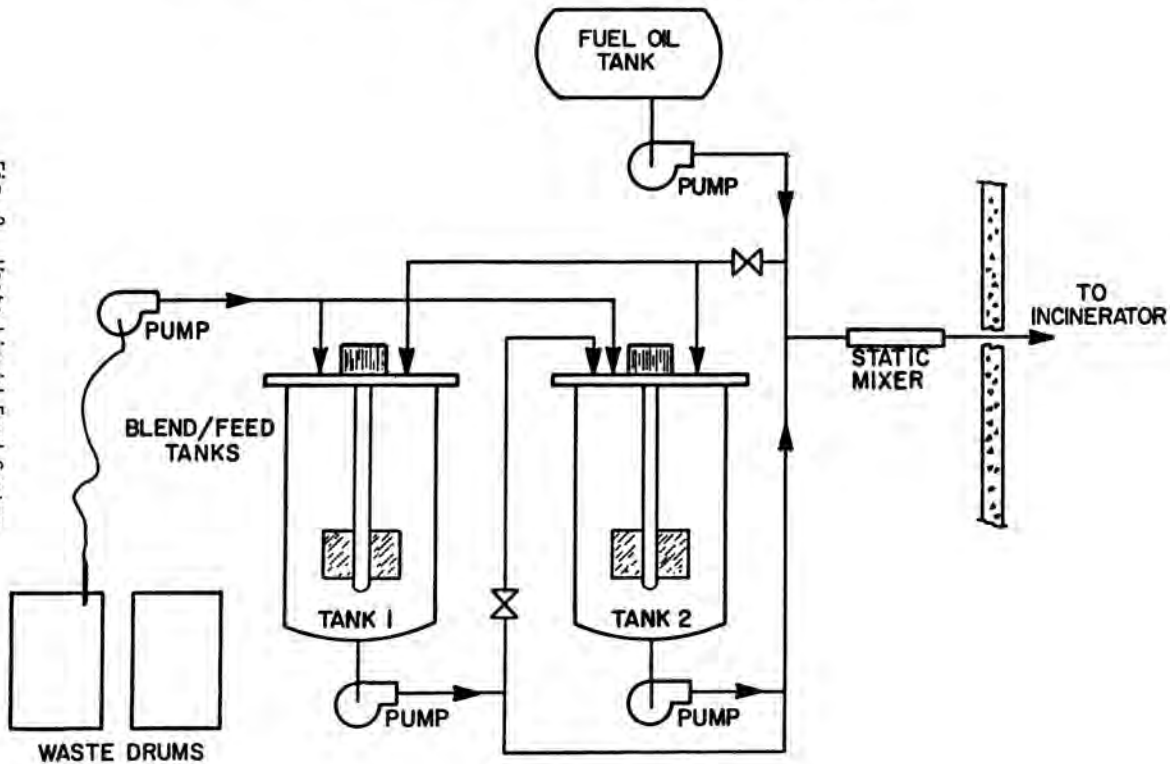 FUEL OIL
TANK
PUMP
PUMP
TO
INCINERATOR
STATIC
MIXER
BLEND/FEED
TANKS
TANK 1
TANK 2
PUMP
PUMP
WASTE DRUMS